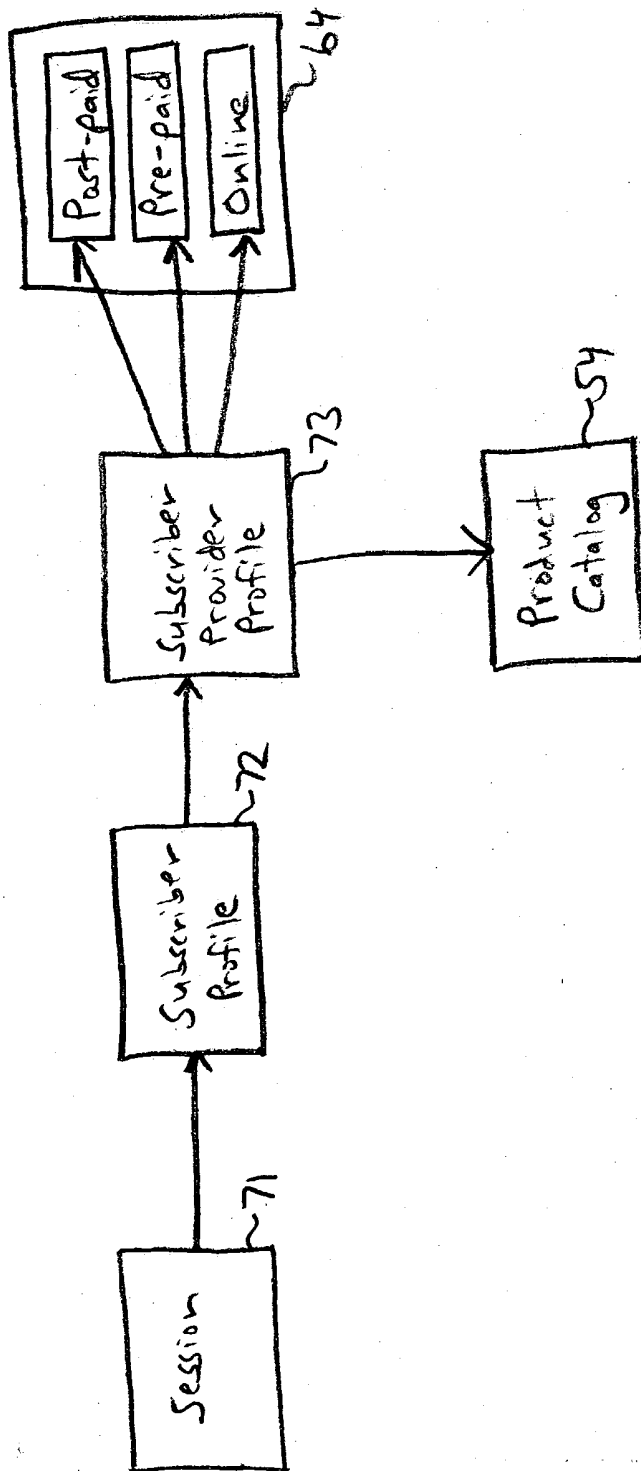 Session
71
Subscriber
Profile
72
Subscriber
Provider
Profile
73
Post-paid
Pre-paid
Online
64
Product
Catalog
54